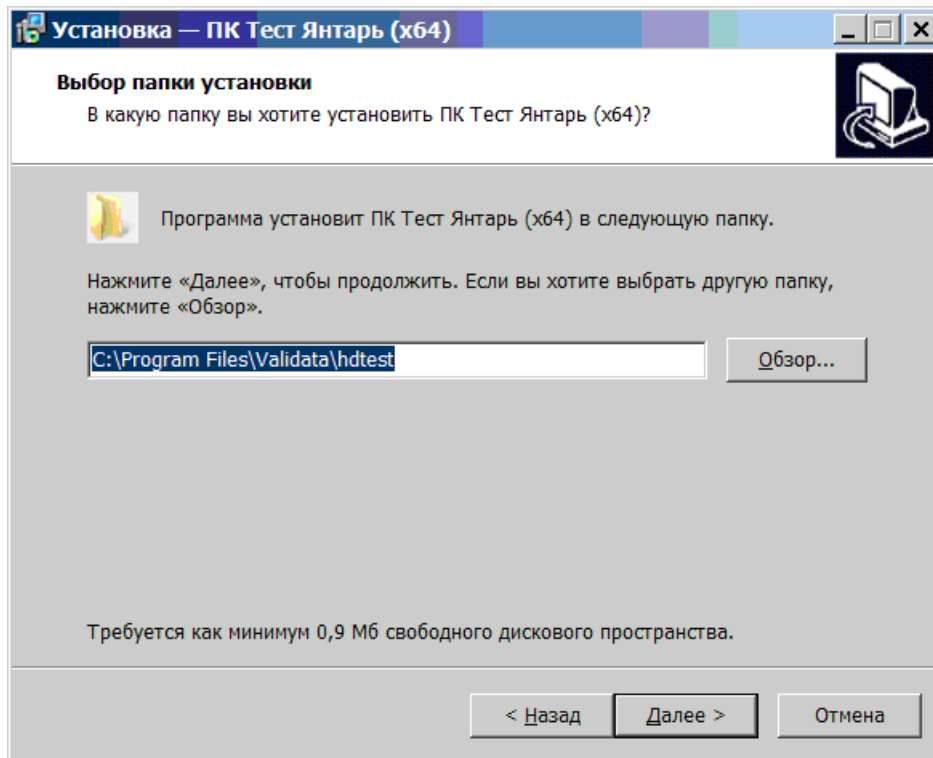 Установка — ПК Тест Янтарь (x64)
Выбор папки установки
В какую папку вы хотите установить ПК Тест Янтарь (x64)?
Программа установит ПК Тест Янтарь (x64) в следующую папку.
Нажмите «Далее», чтобы продолжить. Если вы хотите выбрать другую папку,
нажмите «Обзор».
C:\Program Files\Validata\hdtest
Обзор...
Требуется как минимум 0,9 Мб свободного дискового пространства.
< Назад
Далее >
Отмена